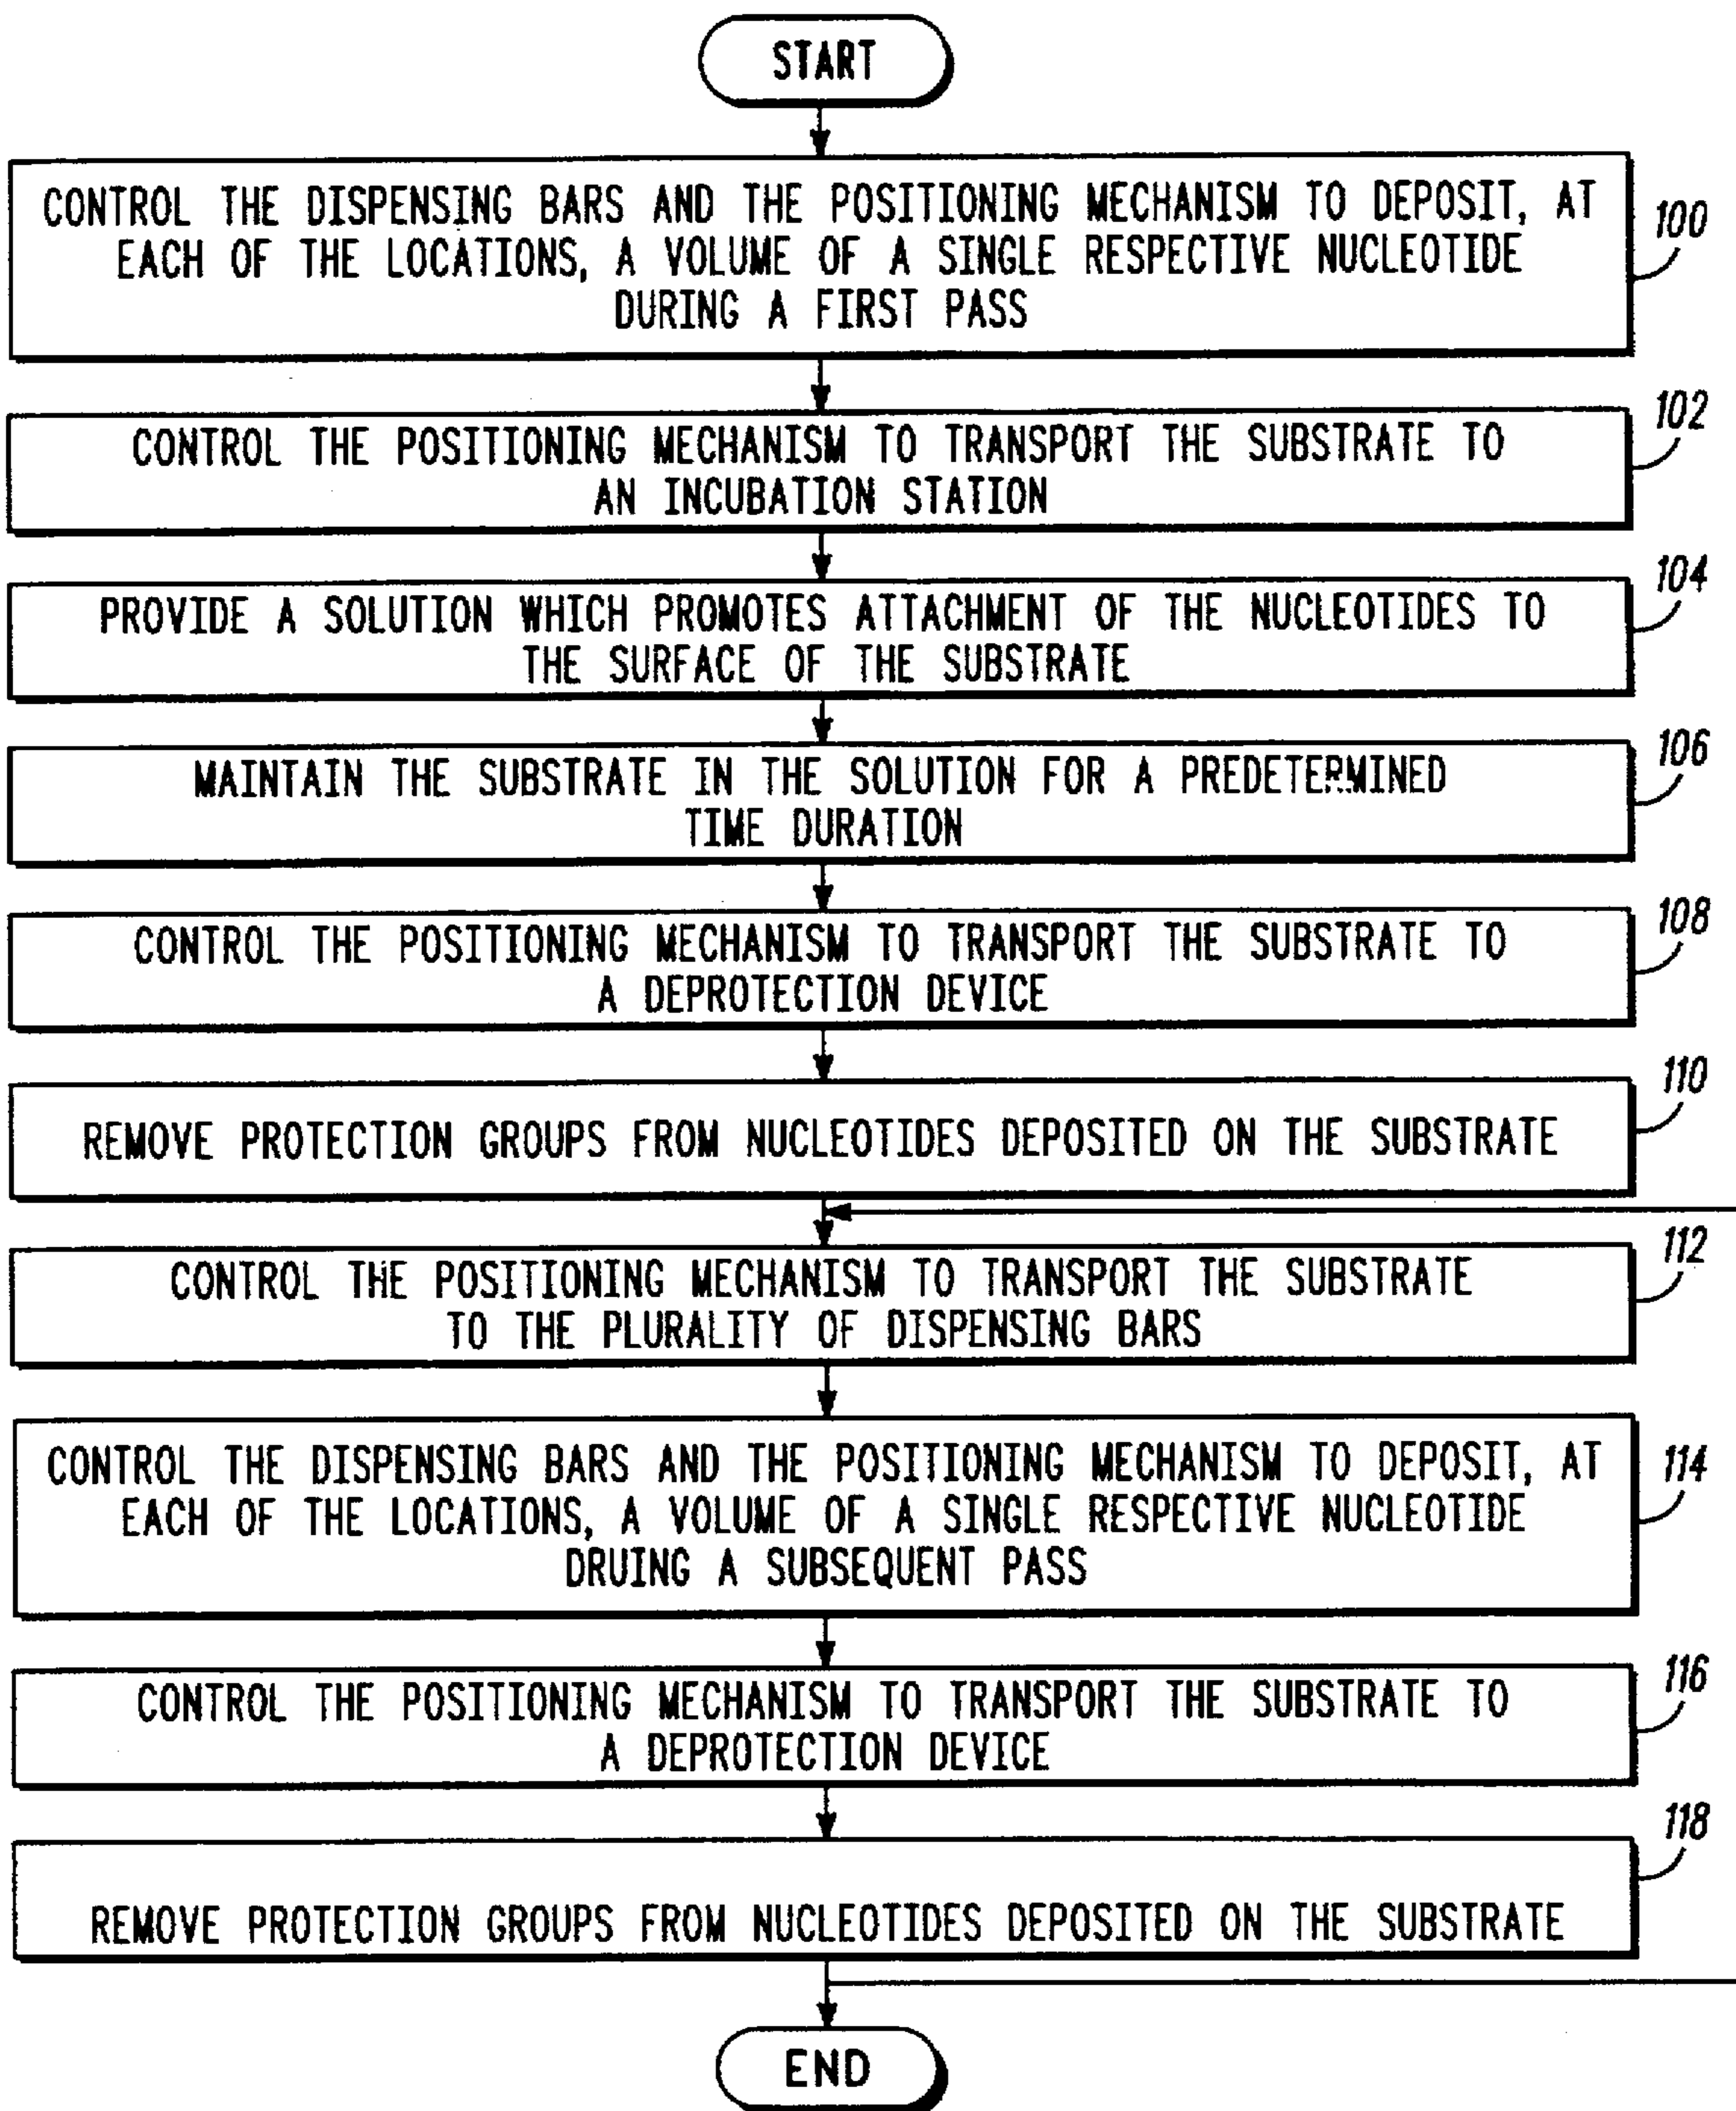 START
CONTROL THE DISPENSING BARS AND THE POSITIONING MECHANISM TO DEPOSIT, AT
EACH OF THE LOCATIONS, A VOLUME OF A SINGLE RESPECTIVE NUCLEOTIDE
DURING A FIRST PASS
100
CONTROL THE POSITIONING MECHANISM TO TRANSPORT THE SUBSTRATE TO
AN INCUBATION STATION
102
PROVIDE A SOLUTION WHICH PROMOTES ATTACHMENT OF THE NUCLEOTIDES TO
THE SURFACE OF THE SUBSTRATE
104
MAINTAIN THE SUBSTRATE IN THE SOLUTION FOR A PREDETERMINED
TIME DURATION
106
CONTROL THE POSITIONING MECHANISM TO TRANSPORT THE SUBSTRATE TO
A DEPROTECTION DEVICE
108
REMOVE PROTECTION GROUPS FROM NUCLEOTIDES DEPOSITED ON THE SUBSTRATE
110
CONTROL THE POSITIONING MECHANISM TO TRANSPORT THE SUBSTRATE
TO THE PLURALITY OF DISPENSING BARS
112
CONTROL THE DISPENSING BARS AND THE POSITIONING MECHANISM TO DEPOSIT, AT
EACH OF THE LOCATIONS, A VOLUME OF A SINGLE RESPECTIVE NUCLEOTIDE
DRUING A SUBSEQUENT PASS
114
CONTROL THE POSITIONING MECHANISM TO TRANSPORT THE SUBSTRATE TO
A DEPROTECTION DEVICE
116
REMOVE PROTECTION GROUPS FROM NUCLEOTIDES DEPOSITED ON THE SUBSTRATE
118
END